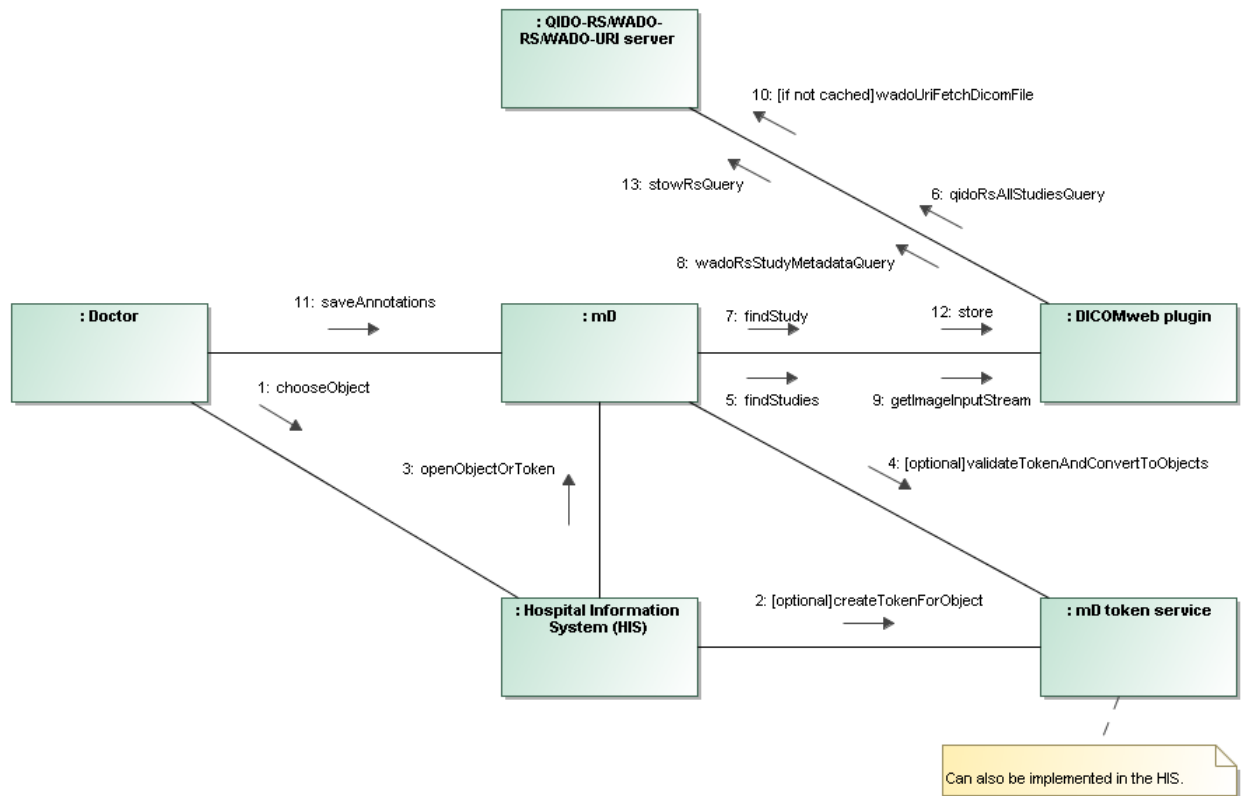 : QIDO-RS/WADO-
RS/WADO-URI server
10: [if not cached]wadoUriFetchDicomFile
13: stowRsQuery
6: qidoRsAllStudiesQuery
8: wadoRsStudyMetadataQuery
: Doctor
11: saveAnnotations
: mD
7: findStudy
12: store
: DICOMweb plugin
1: chooseObject
5: findStudies
9: getImageInputStream
3: openObjectOrToken
4: [optional]validateTokenAndConvertToObjects
: Hospital Information
System (HIS)
2: [optional]createTokenForObject
: mD token service
Can also be implemented in the HIS.